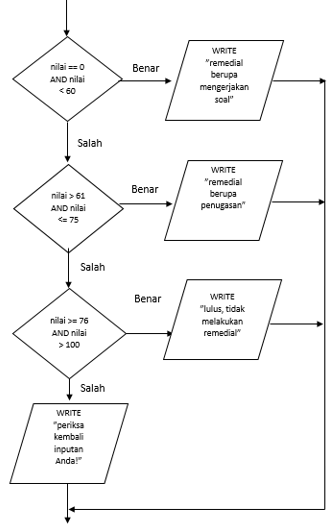 nilai == 0
AND nilai
< 60
Benar
WRITE
"remedial
berupa
mengerjakan
soal"
Salah
nilai > 61
AND nilai
<= 75
Benar
WRITE
"remedial
berupa
penugasan"
Salah
nilai >= 76
AND nilai
> 100
Benar
WRITE
"lulus, tidak
melakukan
remedial"
Salah
WRITE
"periksa
kembali
inputan
Anda!"